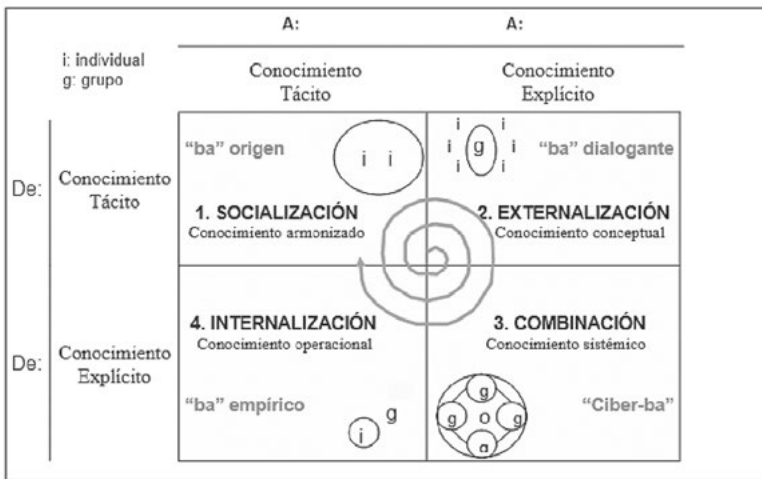 A:
A:
i: individual
g: grupo
Conocimiento
Tácito
Conocimiento
Explícito
De:
Conocimiento
Tácito
“ba” origen
i i
1. SOCIALIZACIÓN
Conocimiento armonizado
i i
i g i
i i
“ba” dialogante
2. EXTERNALIZACIÓN
Conocimiento conceptual
De:
Conocimiento
Explícito
4. INTERNALIZACIÓN
Conocimiento operacional
“ba” empírico
g
i
3. COMBINACIÓN
Conocimiento sistémico
g
g o g
g
“Ciber-ba”